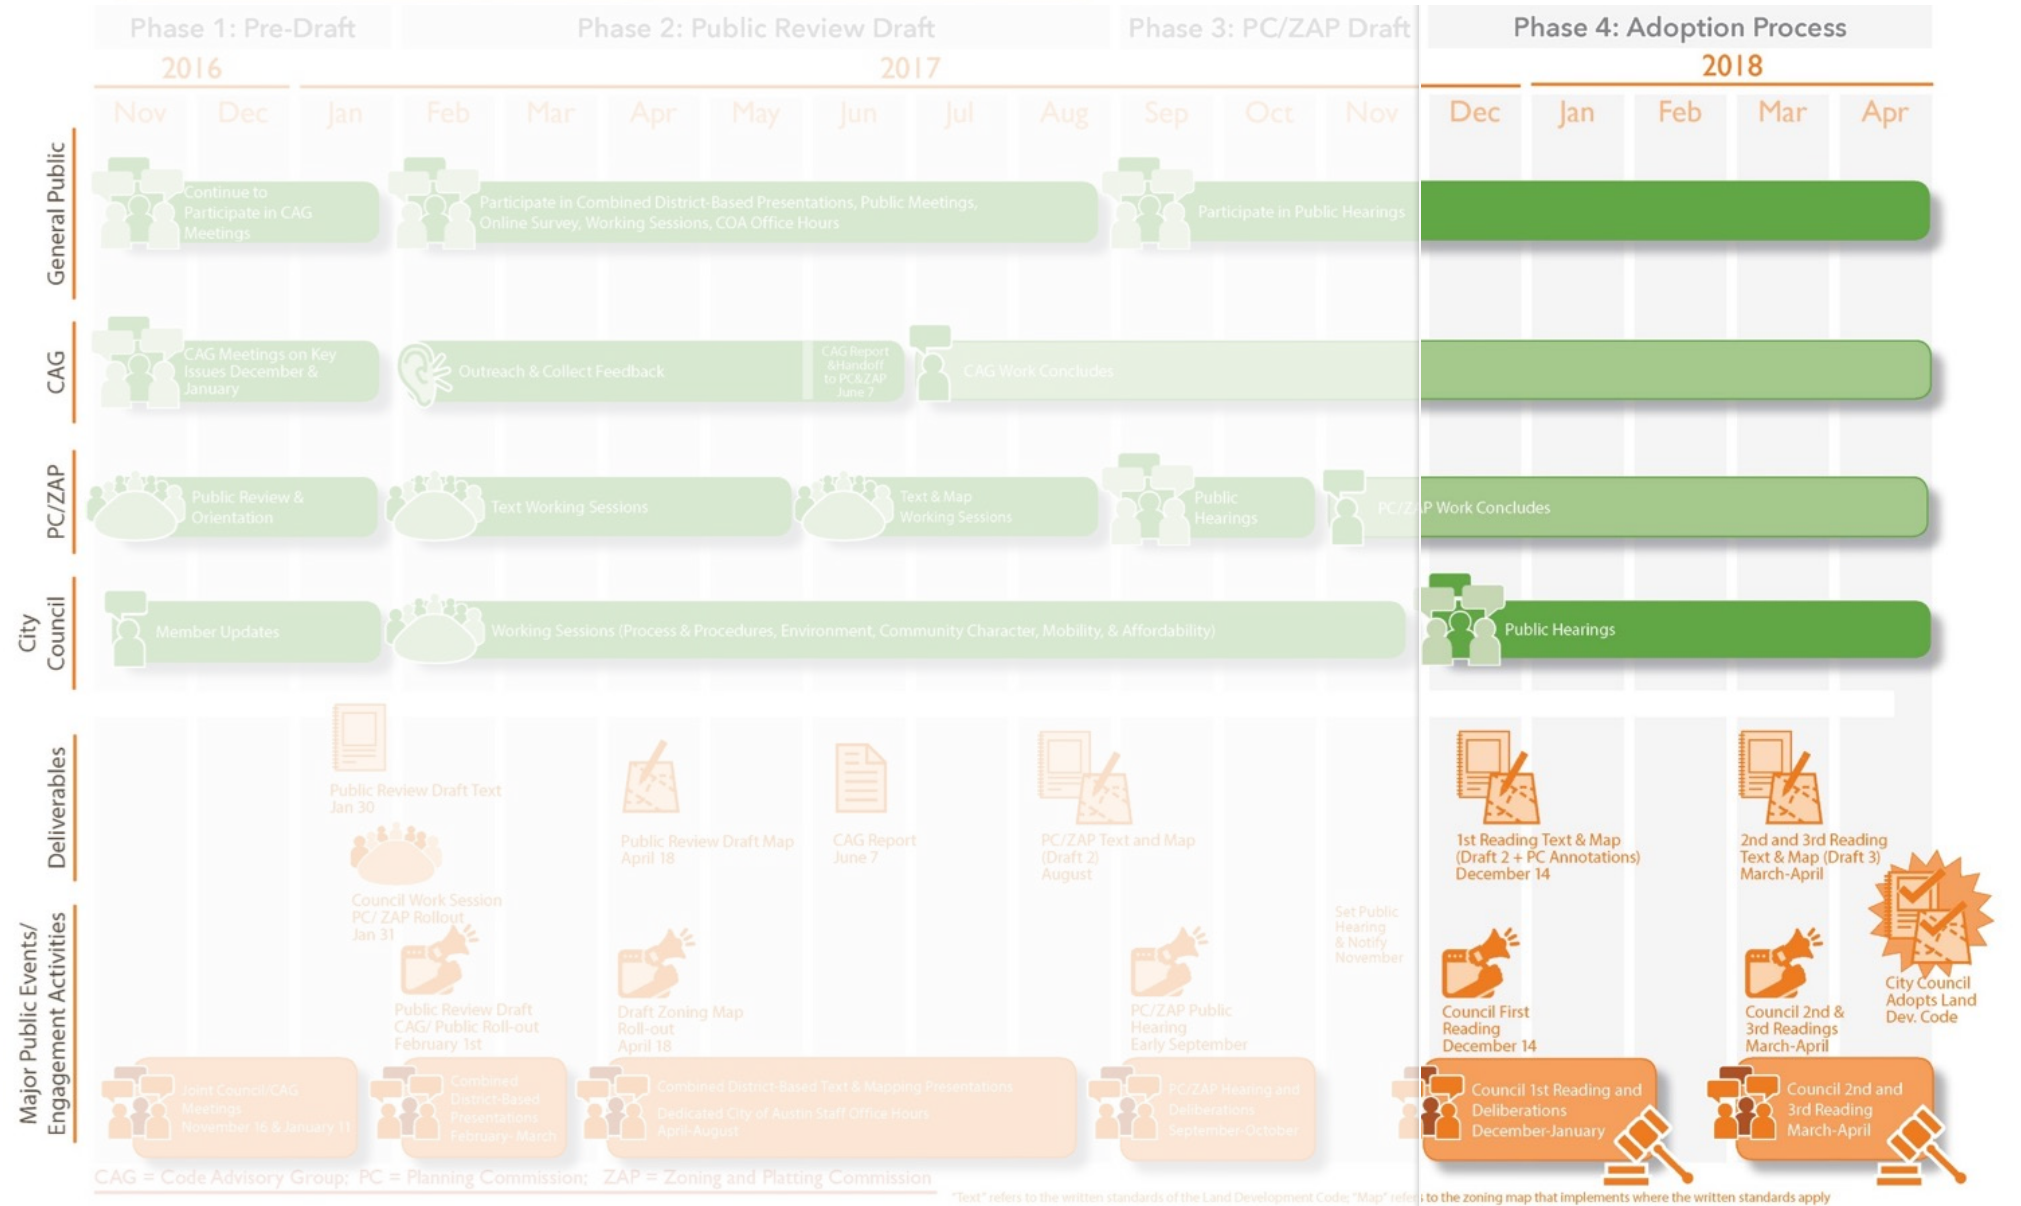 Phase 1: Pre-Draft
Phase 2: Public Review Draft
Phase 3: PC/ZAP Draft
Phase 4: Adoption Process
2016
2017
2018
Nov
Dec
Jan
Feb
Mar
Apr
May
Jun
Jul
Aug
Sep
Oct
Nov
Dec
Jan
Feb
Mar
Apr
General Public
Continue to
Participate in CAG
Meetings
Participate in Combined District-Based Presentations, Public Meetings,
Online Survey, Working Sessions, COA Office Hours
Participate in Public Hearings
CAG
CAG Meetings on Key
Issues December &
January
Outreach & Collect Feedback
CAG Report
&Handoff
to PC&ZAP
June 7
CAG Work Concludes
PC/ZAP
Public Review &
Orientation
Text Working Sessions
Text & Map
Working Sessions
Public
Hearings
PC/ZAP Work Concludes
City
Council
Member Updates
Working Sessions (Process & Procedures, Environment, Community Character, Mobility, & Affordability)
Public Hearings
Deliverables
Public Review Draft Text
Jan 30
Public Review Draft Map
April 18
CAG Report
June 7
PC/ZAP Text and Map
(Draft 2)
August
1st Reading Text & Map
(Draft 2 + PC Annotations)
December 14
2nd and 3rd Reading
Text & Map (Draft 3)
March-April
Major Public Events/
Engagement Activities
Council Work Session
PC/ ZAP Rollout
Jan 31
Public Review Draft
CAG/ Public Roll-out
February 1st
Draft Zoning Map
Roll-out
April 18
PC/ZAP Public
Hearing
Early September
Set Public
Hearing
& Notify
November
Council First
Reading
December 14
Council 2nd &
3rd Readings
March-April
City Council
Adopts Land
Dev. Code
Joint Council/CAG
Meetings
November 16 & January 11
Combined
District-Based
Presentations
February- March
Combined District-Based Text & Mapping Presentations
Dedicated City of Austin Staff Office Hours
April-August
PC/ZAP Hearing and
Deliberations
September-October
Council 1st Reading and
Deliberations
December-January
Council 2nd and
3rd Reading
March-April
CAG = Code Advisory Group; PC = Planning Commission; ZAP = Zoning and Platting Commission
"Text" refers to the written standards of the Land Development Code; "Map" refers to the zoning map that implements where the written standards apply